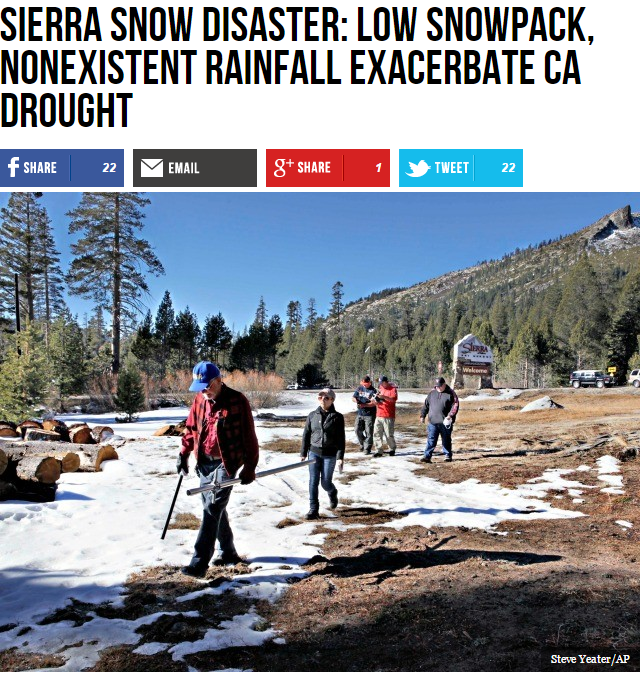 SIERRA SNOW DISASTER: LOW SNOWPACK,
NONEXISTENT RAINFALL EXACERBATE CA
DROUGHT
f SHARE 22 EMAIL g+ SHARE 1 TWEET 22
Sierra
Welcome
Steve Yeater/AP